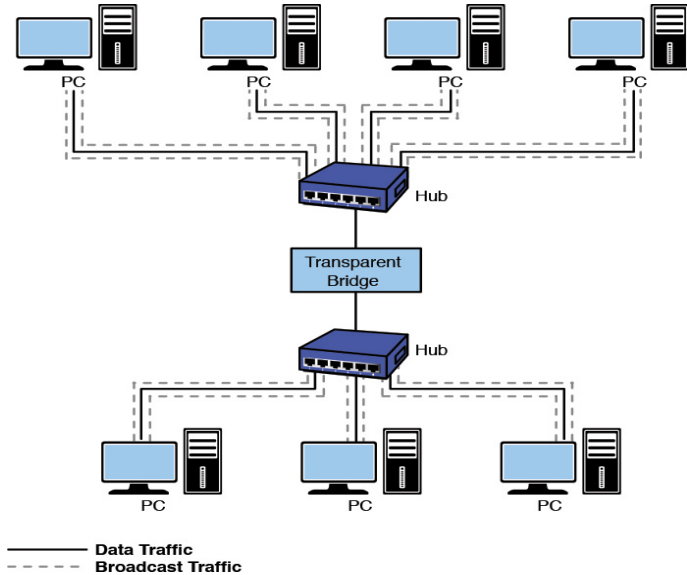 PC
PC
PC
PC
Hub
Transparent
Bridge
Hub
PC
PC
PC
Data Traffic
Broadcast Traffic